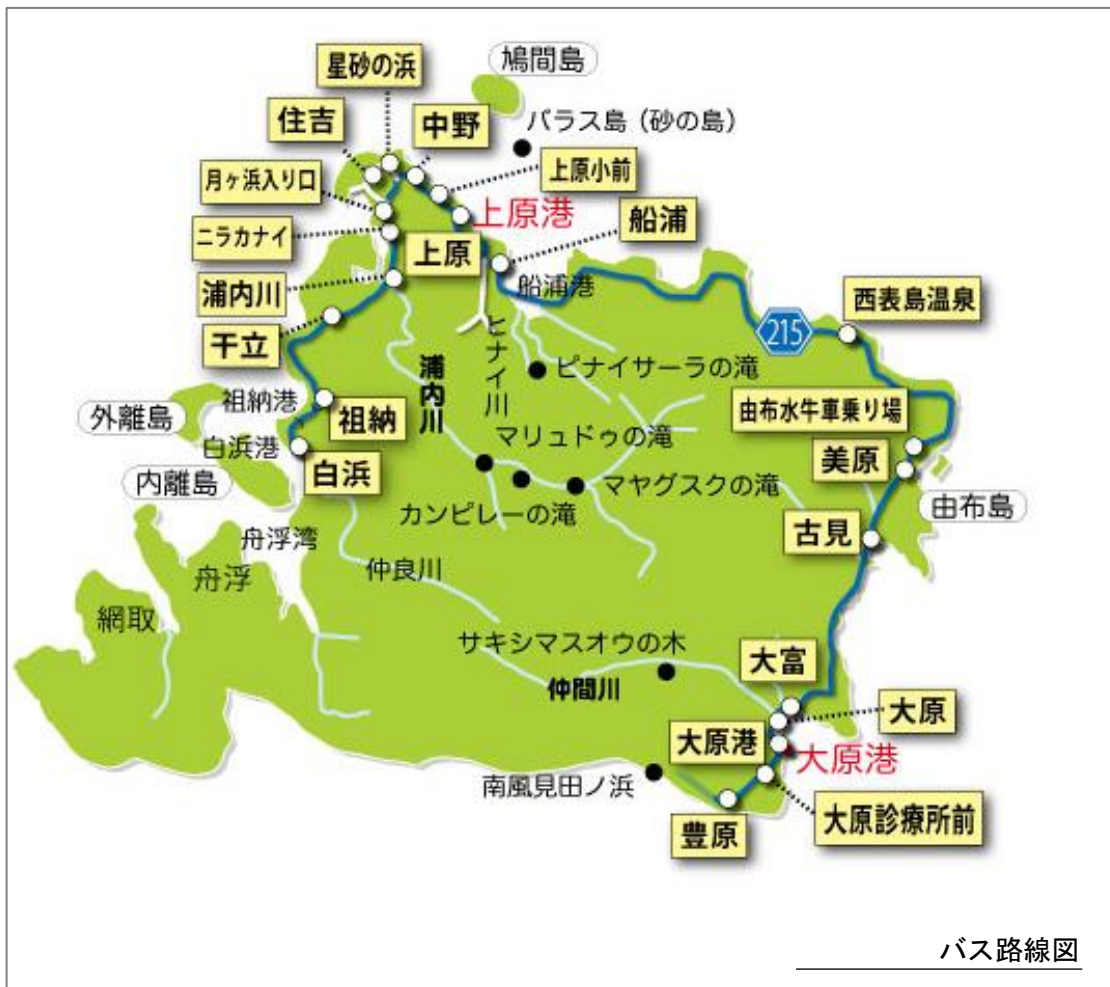 星砂の浜
鳩間島
住吉
中野
バラス島（砂の島）
月ヶ浜入り口
上原小前
上原港
船浦
ニラカナイ
上原
浦内川
船浦港
西表島温泉
215
干立
ヒナイ川
浦内川
ピナイサーラの滝
祖納港
外離島
祖納
由布水牛車乗り場
マリュドゥの滝
白浜港
白浜
美原
内離島
マヤグスクの滝
カンピレーの滝
由布島
古見
舟浮湾
舟浮
仲良川
網取
サキシマスオウの木
大富
仲間川
大原
大原港
大原港
南風見田ノ浜
豊原
大原診療所前
バス路線図